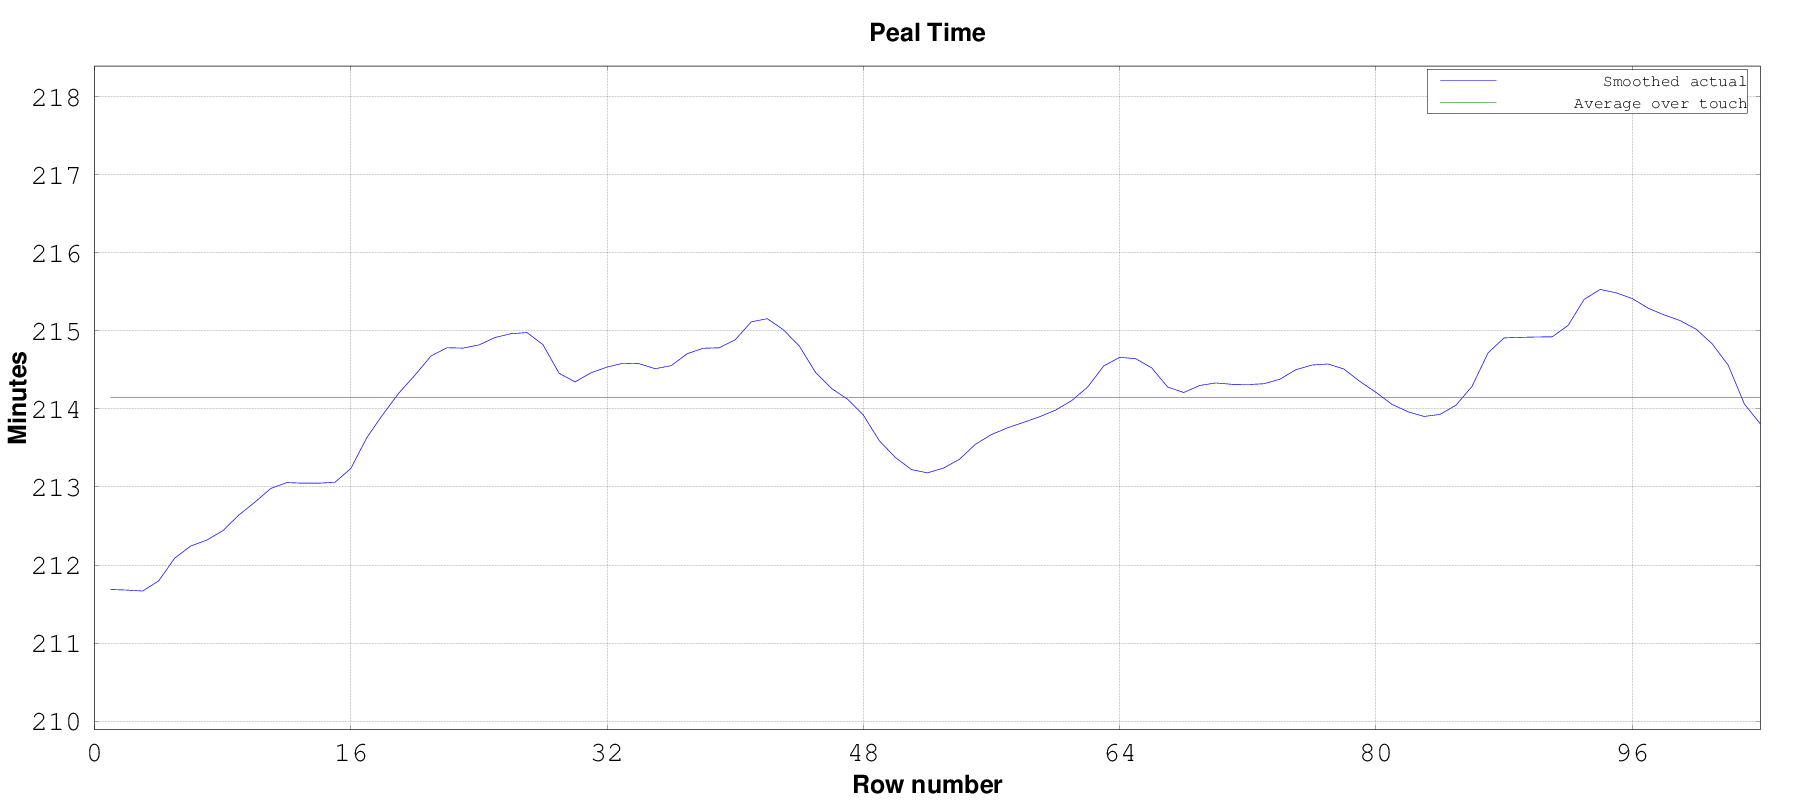 Peal Time
Smoothed actual
Average over touch
218
217
216
215
214
213
212
211
210
Minutes
0 16 32 48 64 80 96
Row number